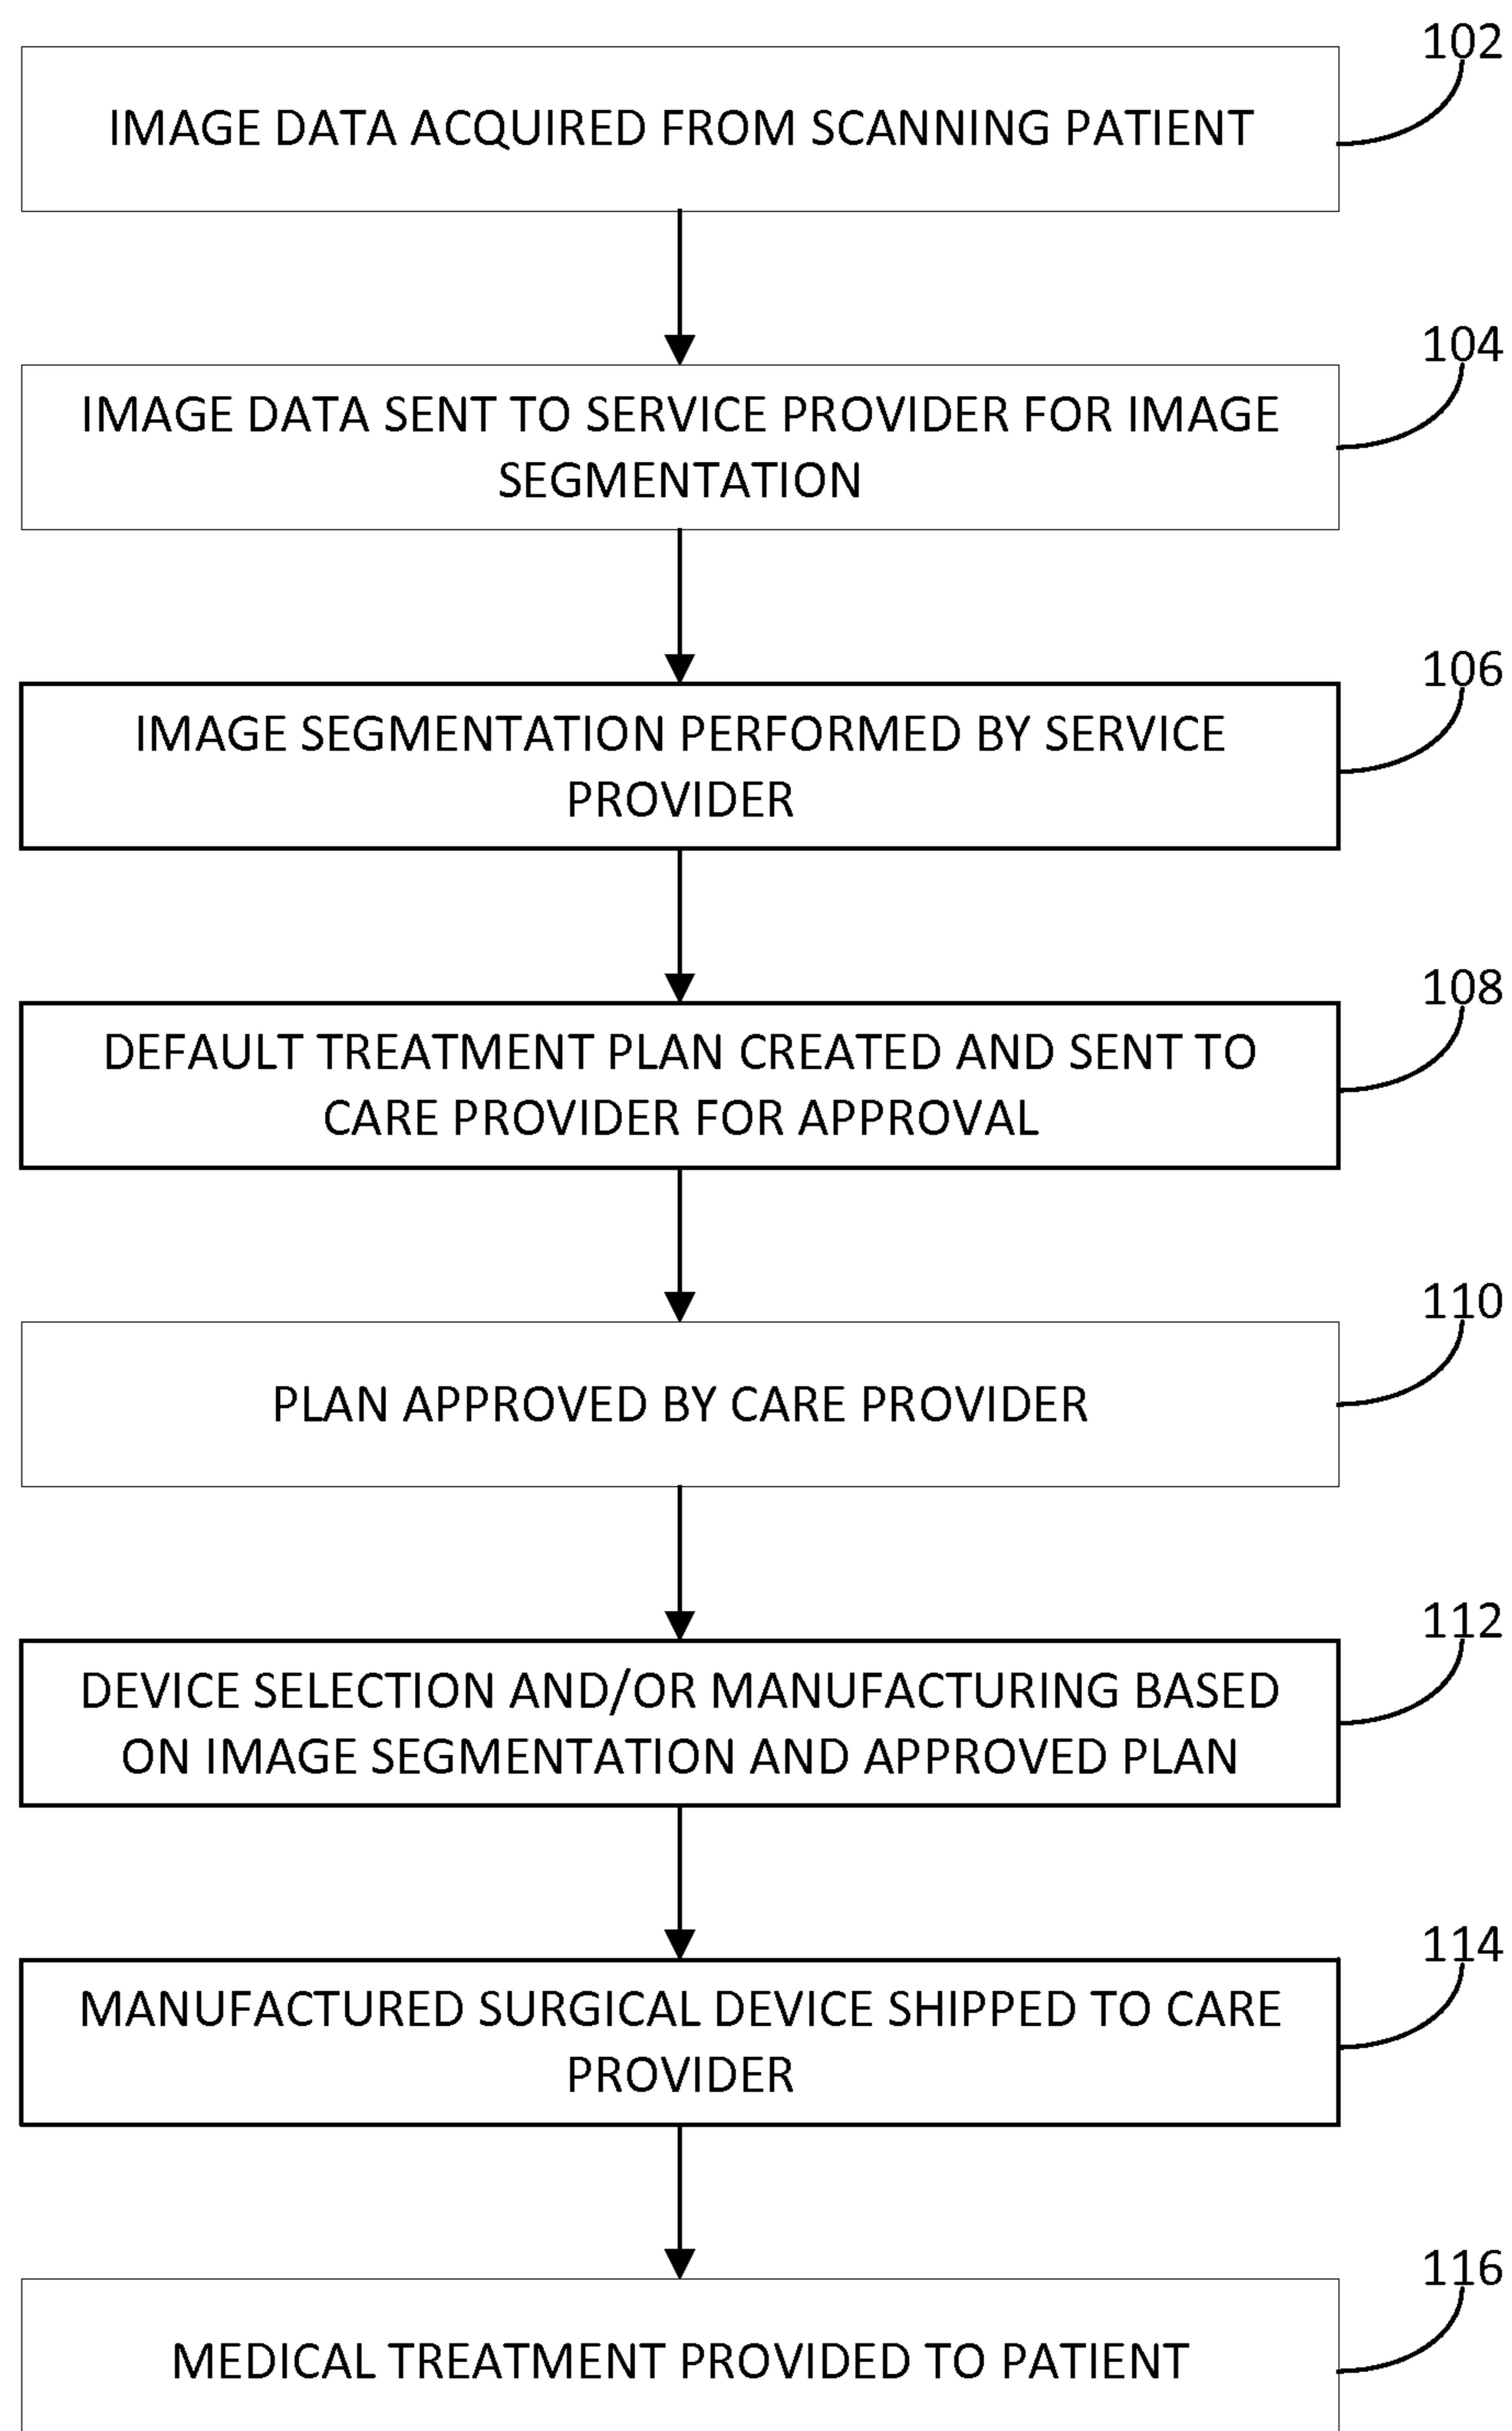 102
IMAGE DATA ACQUIRED FROM SCANNING PATIENT
104
IMAGE DATA SENT TO SERVICE PROVIDER FOR IMAGE
SEGMENTATION
106
IMAGE SEGMENTATION PERFORMED BY SERVICE
PROVIDER
108
DEFAULT TREATMENT PLAN CREATED AND SENT TO
CARE PROVIDER FOR APPROVAL
110
PLAN APPROVED BY CARE PROVIDER
112
DEVICE SELECTION AND/OR MANUFACTURING BASED
ON IMAGE SEGMENTATION AND APPROVED PLAN
114
MANUFACTURED SURGICAL DEVICE SHIPPED TO CARE
PROVIDER
116
MEDICAL TREATMENT PROVIDED TO PATIENT